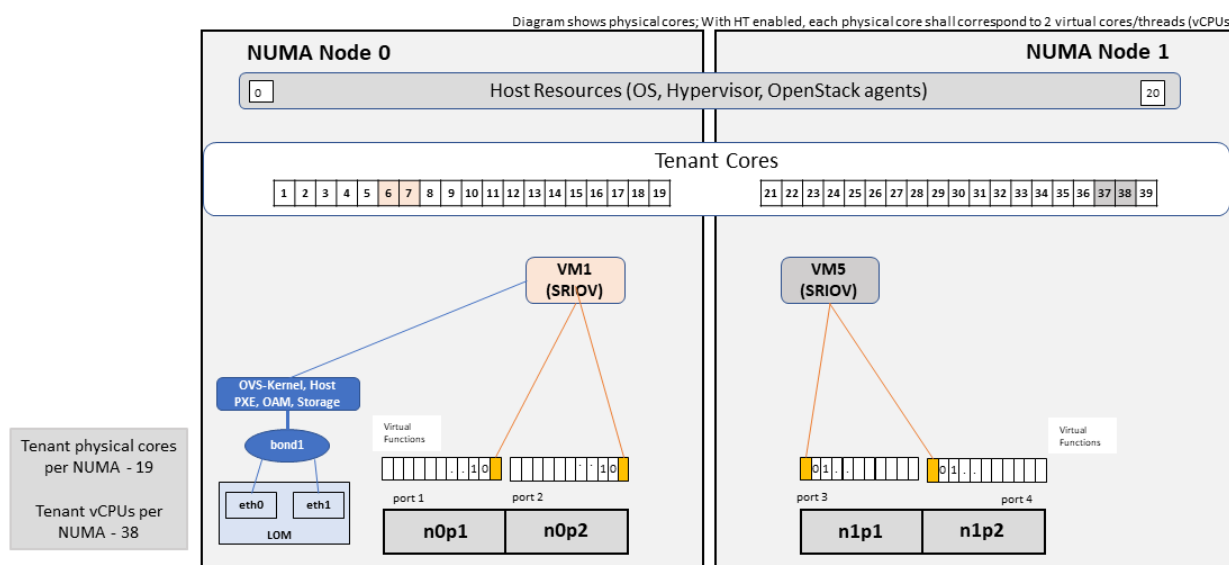 Diagram shows physical cores; With HT enabled, each physical core shall correspond to 2 virtual cores/threads (vCPUs
NUMA Node 0
NUMA Node 1
0
Host Resources (OS, Hypervisor, OpenStack agents)
20
Tenant Cores
1 2 3 4 5 6 7 8 9 10 11 12 13 14 15 16 17 18 19
21 22 23 24 25 26 27 28 29 30 31 32 33 34 35 36 37 38 39
VM1
(SRIOV)
VM5
(SRIOV)
OVS-Kernel, Host
PXE, OAM, Storage
bond1
eth0
eth1
LOM
Virtual
Functions
. . 1 0
. . 1 0
port 1
port 2
n0p1
n0p2
Virtual
Functions
0 1 . .
0 1 . .
port 3
port 4
n1p1
n1p2
Tenant physical cores
per NUMA - 19
Tenant vCPUs per
NUMA - 38